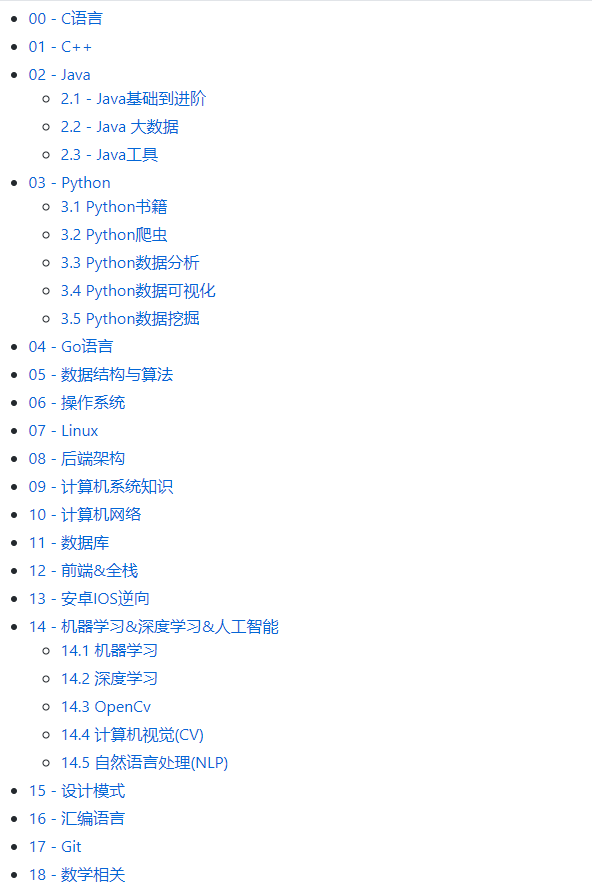 00 - C语言
01 - C++
02 - Java
2.1 - Java基础到进阶
2.2 - Java 大数据
2.3 - Java工具
03 - Python
3.1 Python书籍
3.2 Python爬虫
3.3 Python数据分析
3.4 Python数据可视化
3.5 Python数据挖掘
04 - Go语言
05 - 数据结构与算法
06 - 操作系统
07 - Linux
08 - 后端架构
09 - 计算机系统知识
10 - 计算机网络
11 - 数据库
12 - 前端&全栈
13 - 安卓IOS逆向
14 - 机器学习&深度学习&人工智能
14.1 机器学习
14.2 深度学习
14.3 OpenCv
14.4 计算机视觉(CV)
14.5 自然语言处理(NLP)
15 - 设计模式
16 - 汇编语言
17 - Git
18 - 数学相关